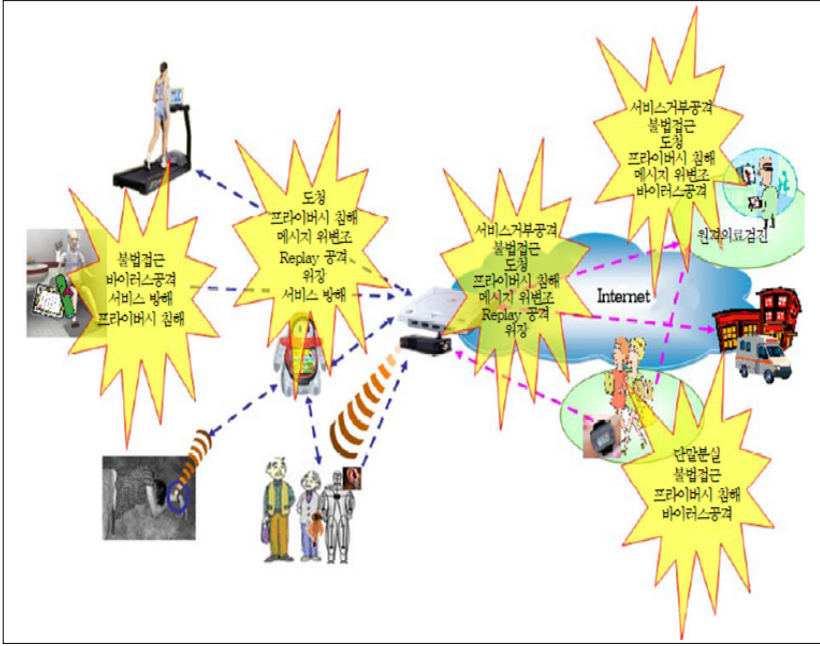 불법접근
바이러스공격
서비스 방해
프라이버시 침해
도청
프라이버시 침해
메시지 위변조
Replay 공격
위장
서비스 방해
서비스거부공격
불법접근
도청
프라이버시 침해
메시지 위변조
Replay 공격
위장
Internet
서비스거부공격
불법접근
도청
프라이버시 침해
메시지 위변조
바이러스공격
원격의료검진
단말분실
불법접근
프라이버시 침해
바이러스공격